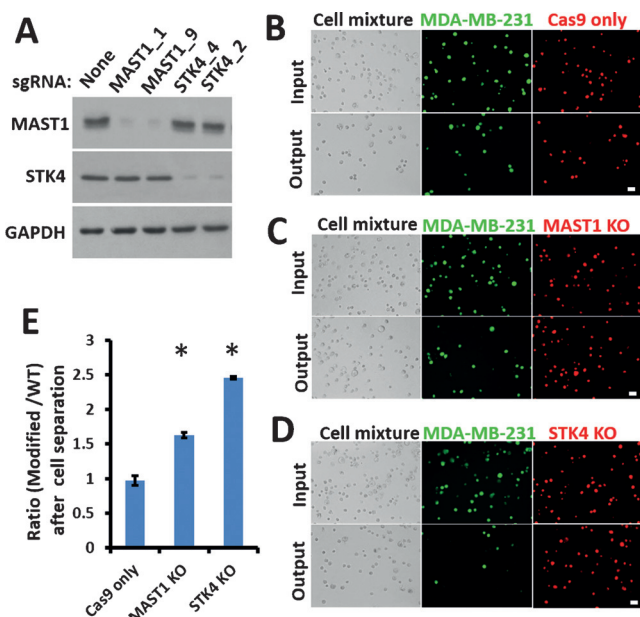 A
sgRNA:
None
MAST1_1
MAST1_9
STK4_4
STK4_2
MAST1
STK4
GAPDH
B
Cell mixture MDA-MB-231 Cas9 only
Input
Output
C
Cell mixture MDA-MB-231 MAST1 KO
Input
Output
D
Cell mixture MDA-MB-231 STK4 KO
Input
Output
E
Ratio (Modified /WT)
after cell separation
3
2.5
2
1.5
1
0.5
0
* *
Cas9 only
MAST1 KO
STK4 KO